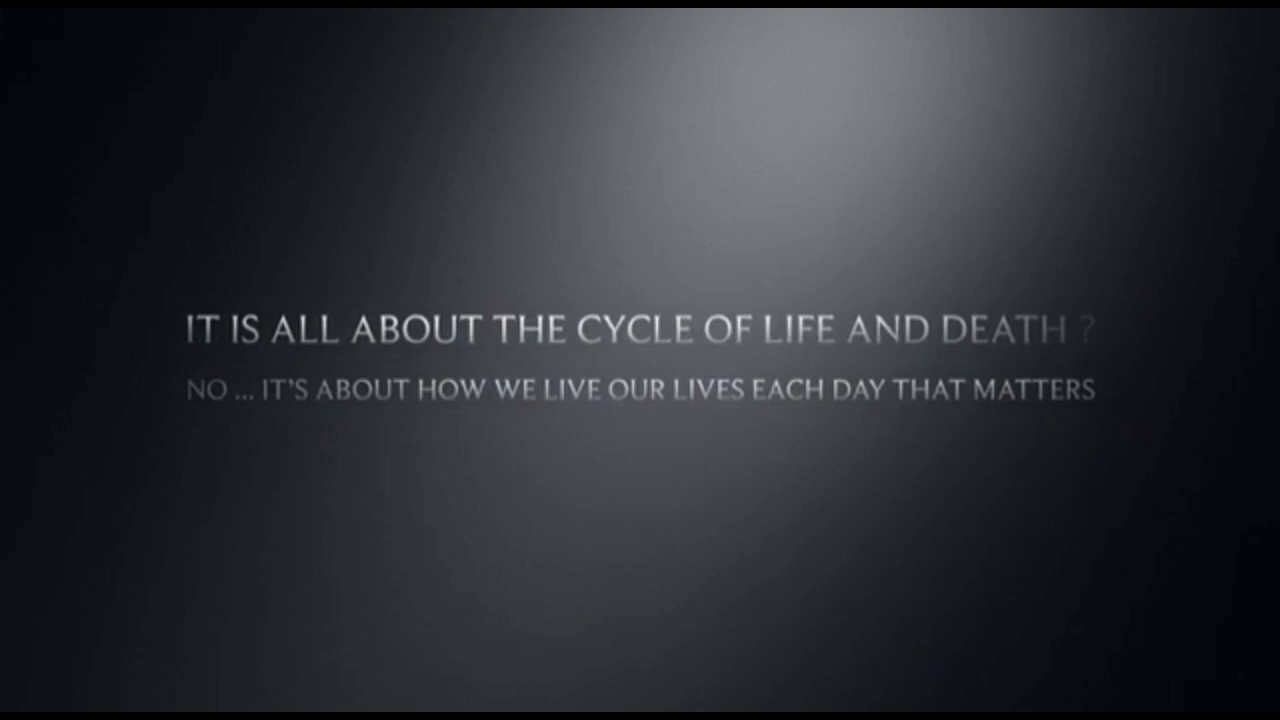 IT IS ALL ABOUT THE CYCLE OF LIFE AND DEATH ?
NO ... IT'S ABOUT HOW WE LIVE OUR LIVES EACH DAY THAT MATTERS